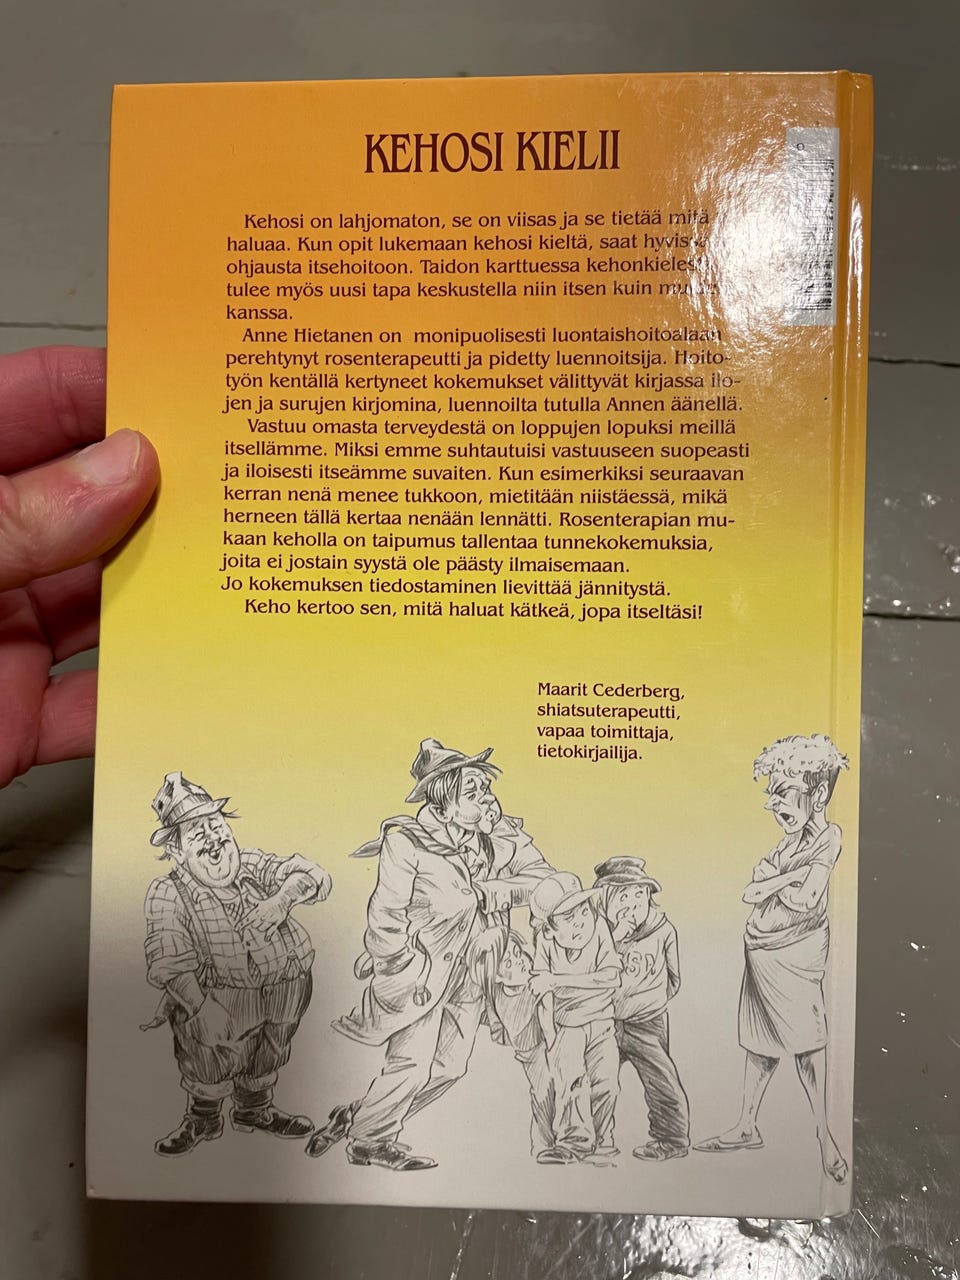 KEHOSI KIELII
Kehosi on lahjomaton, se on viisas ja se tietää mitä
haluaa. Kun opit lukemaan kehosi kieltä, saat hyvissä
ohjausta itsehoitoon. Taidon karttuessa kehonkielestä
tulee myös uusi tapa keskustella niin itsen kuin
kanssa.
Anne Hietanen on monipuolisesti luontaishoitoalaan
perehtynyt rosenterapeutti ja pidetty luennoitsija. Hoito-
työn kentällä kertyneet kokemukset välittyvät kirjassa ilo-
jen ja surujen kirjomina, luennoilta tutulla Annen äänellä.
Vastuu omasta terveydestä on loppujen lopuksi meillä
itsellämme. Miksi emme suhtautuisi vastuuseen suopeasti
ja iloisesti itseämme suvaiten. Kun esimerkiksi seuraavan
kerran nenä menee tukkoon, mietitään niistäessä, mikä
herneen tällä kertaa nenään lennätti. Rosenterapian mu-
kaan keholla on taipumus tallentaa tunnekokemuksia,
joita ei jostain syystä ole päästy ilmaisemaan.
Jo kokemuksen tiedostaminen lievittää jännitystä.
Keho kertoo sen, mitä haluat kätkeä, jopa itseltäsi!
Maarit Cederberg,
shiatsuterapeutti,
vapaa toimittaja,
tietokirjailija.